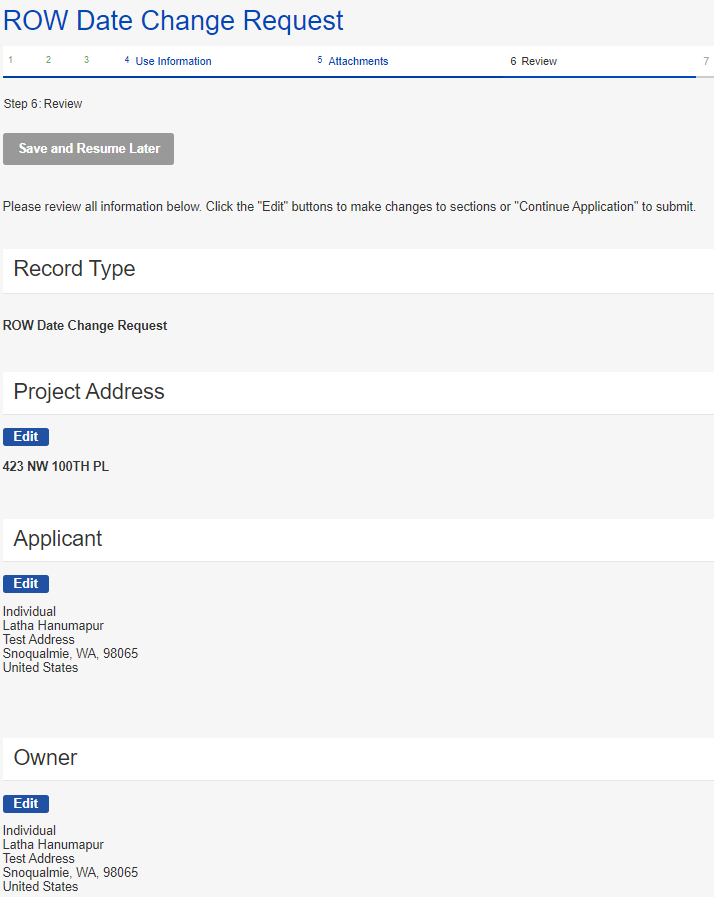 ROW Date Change Request
1 2 3 4 Use Information 5 Attachments 6 Review 7
Step 6: Review
Save and Resume Later
Please review all information below. Click the "Edit" buttons to make changes to sections or "Continue Application" to submit.
Record Type
ROW Date Change Request
Project Address
Edit
423 NW 100TH PL
Applicant
Edit
Individual
Latha Hanumapur
Test Address
Snoqualmie, WA, 98065
United States
Owner
Edit
Individual
Latha Hanumapur
Test Address
Snoqualmie, WA, 98065
United States